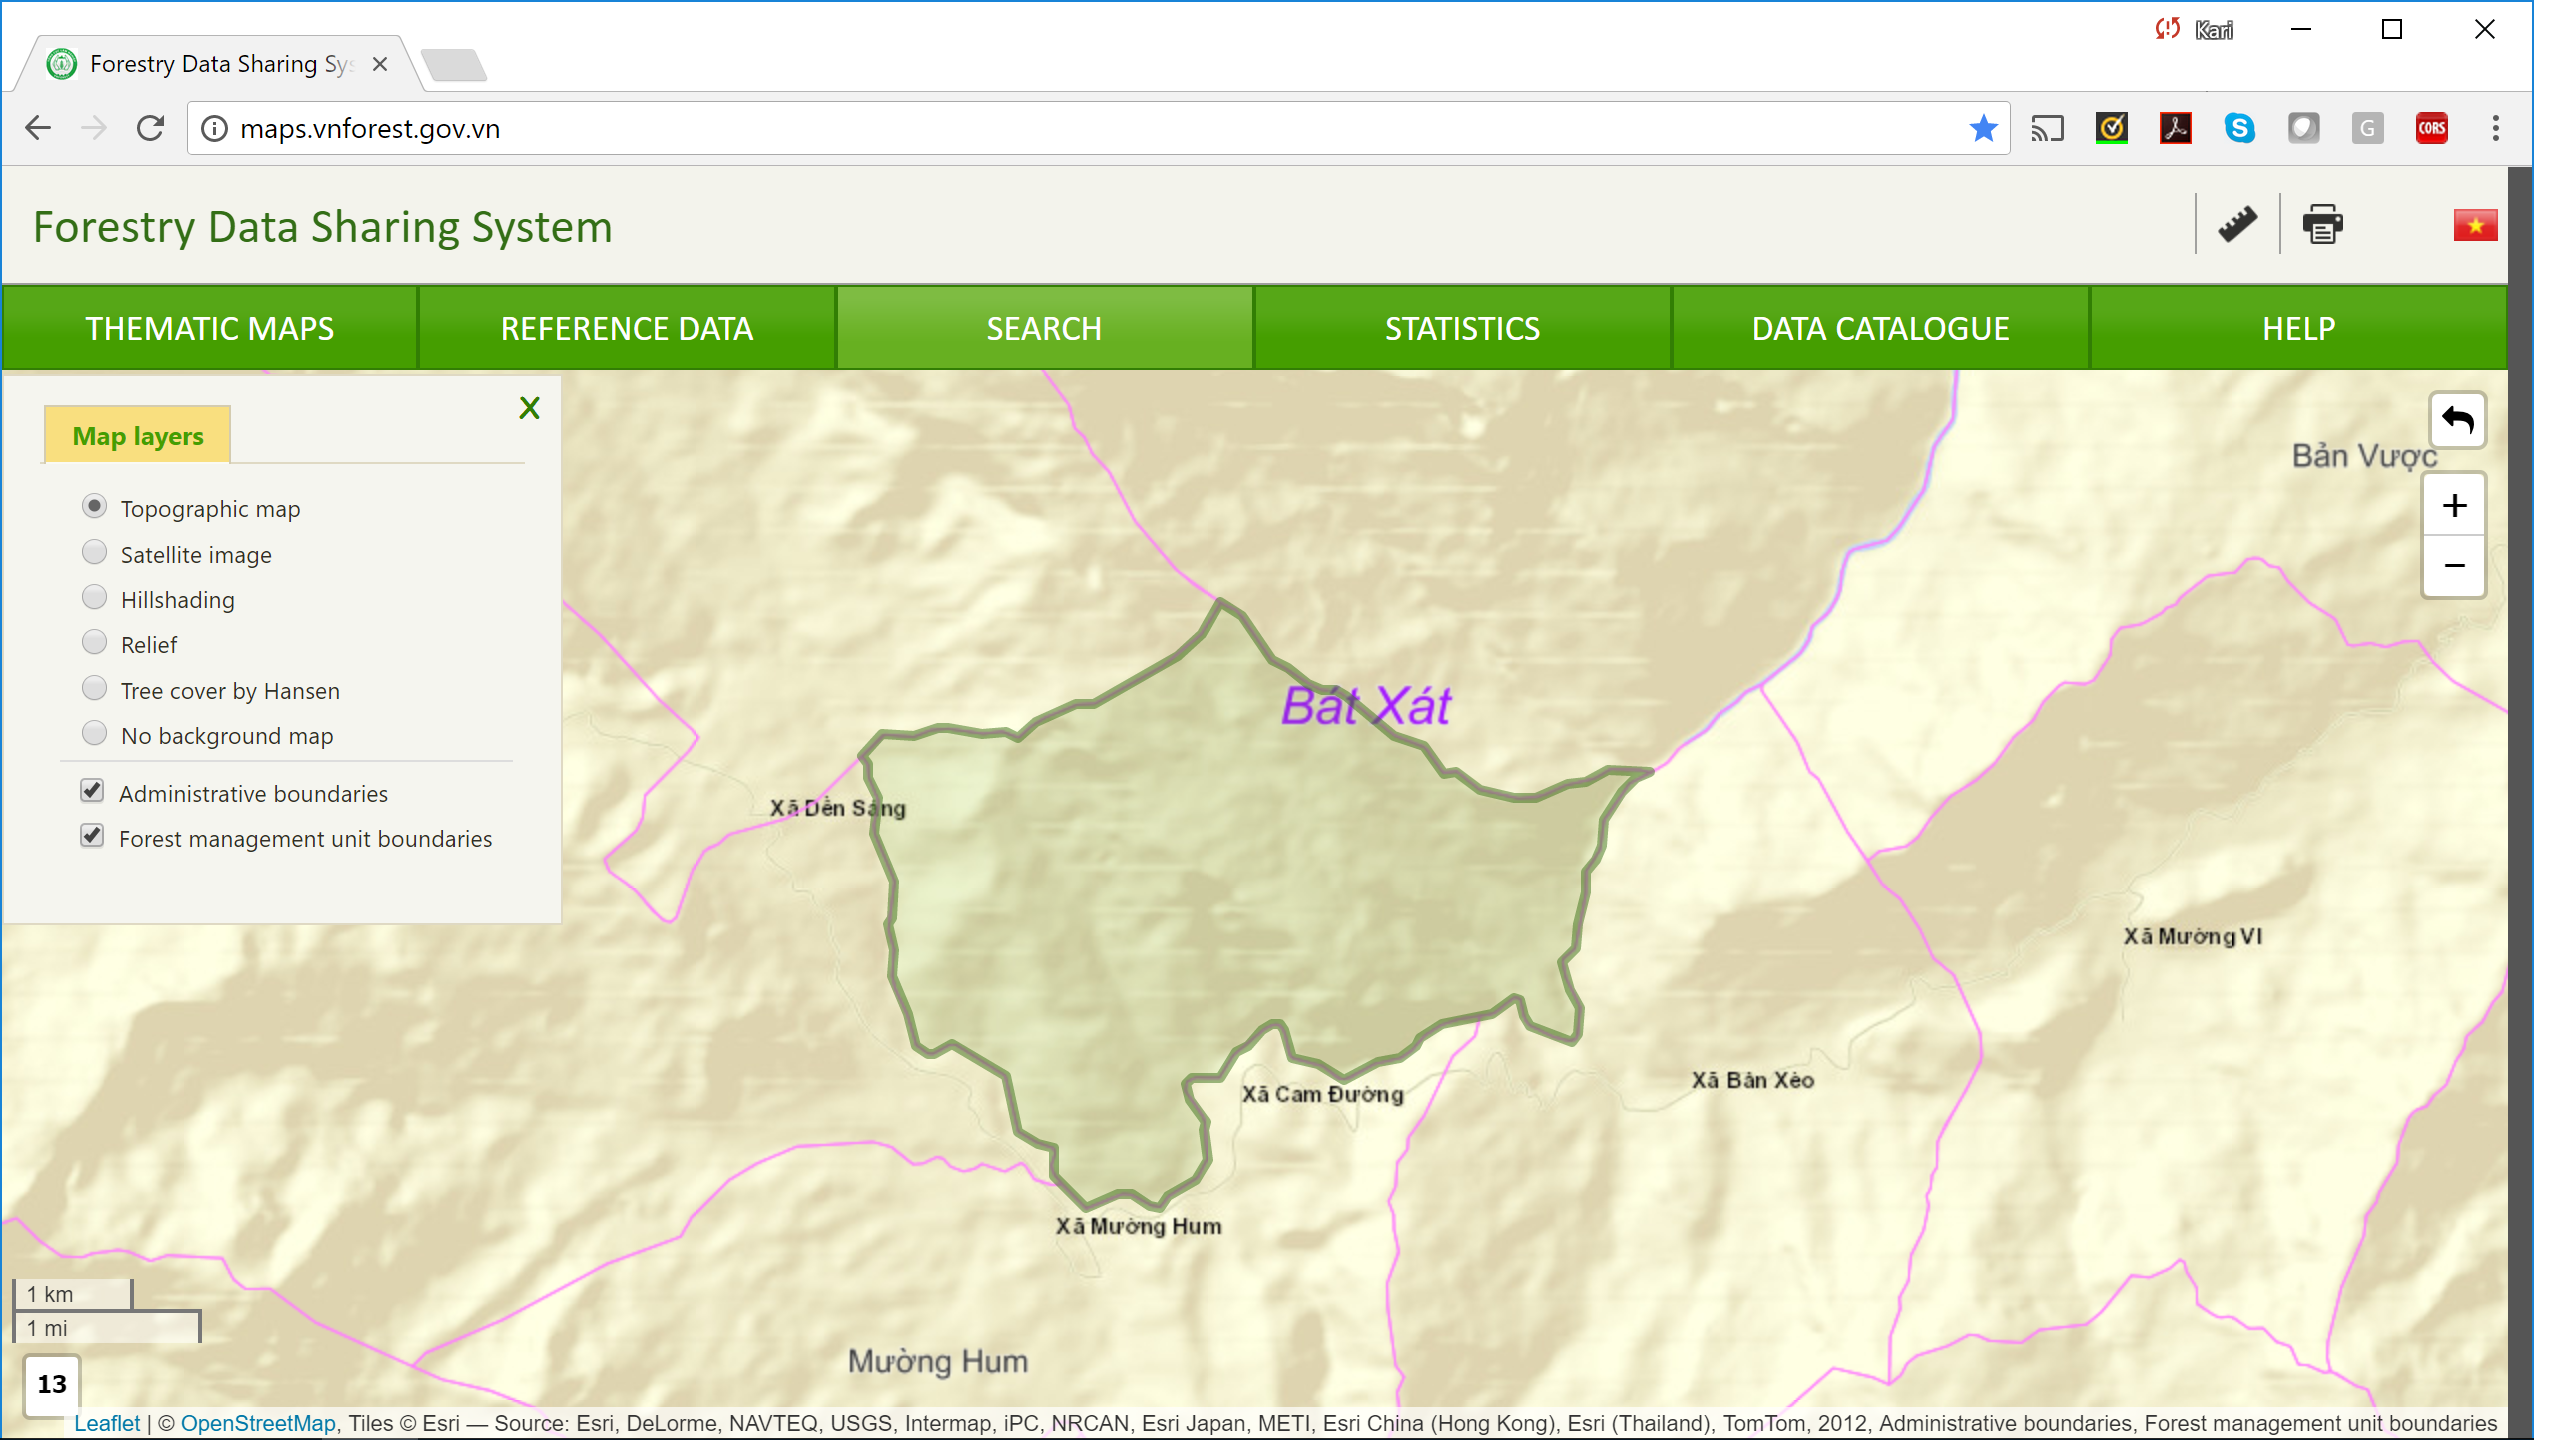 Kari
Forestry Data Sharing Sys
maps.vnforest.gov.vn
S
G
CORS
Forestry Data Sharing System
THEMATIC MAPS
REFERENCE DATA
SEARCH
STATISTICS
DATA CATALOGUE
HELP
X
Map layers
Topographic map
Satellite image
Hillshading
Relief
Tree cover by Hansen
No background map
Administrative boundaries
Forest management unit boundaries
Bản Vược
+
−
Bát Xát
Xã Dền Sáng
Xã Mường VI
Xã Bản Xèo
Xã Cam Đường
Xã Mường Hum
Mường Hum
1 km
1 mi
13
Leaflet | © OpenStreetMap, Tiles © Esri — Source: Esri, DeLorme, NAVTEQ, USGS, Intermap, iPC, NRCAN, Esri Japan, METI, Esri China (Hong Kong), Esri (Thailand), TomTom, 2012, Administrative boundaries, Forest management unit boundaries